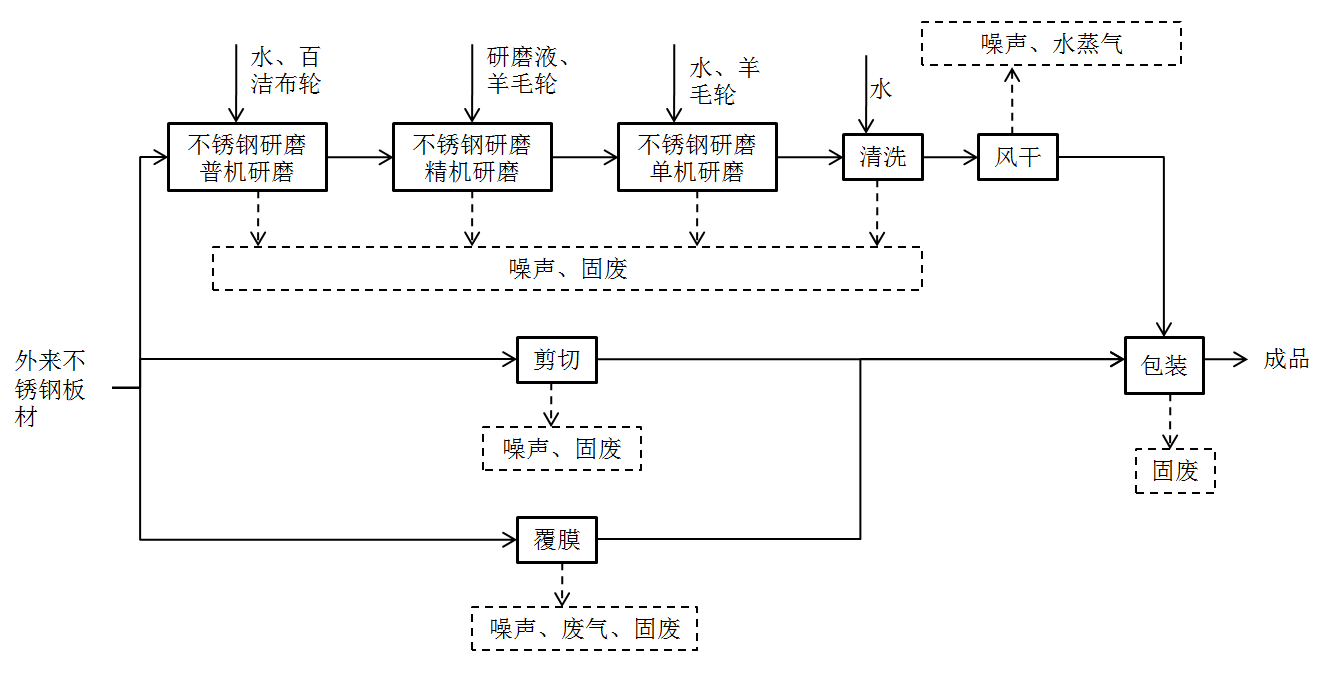 噪声、水蒸气
水、百
洁布轮
研磨液、
羊毛轮
水、羊
毛轮
水
不锈钢研磨
普机研磨
不锈钢研磨
精机研磨
不锈钢研磨
单机研磨
清洗
风干
噪声、固废
外来不
锈钢板
材
剪切
包装
成品
噪声、固废
固废
覆膜
噪声、废气、固废